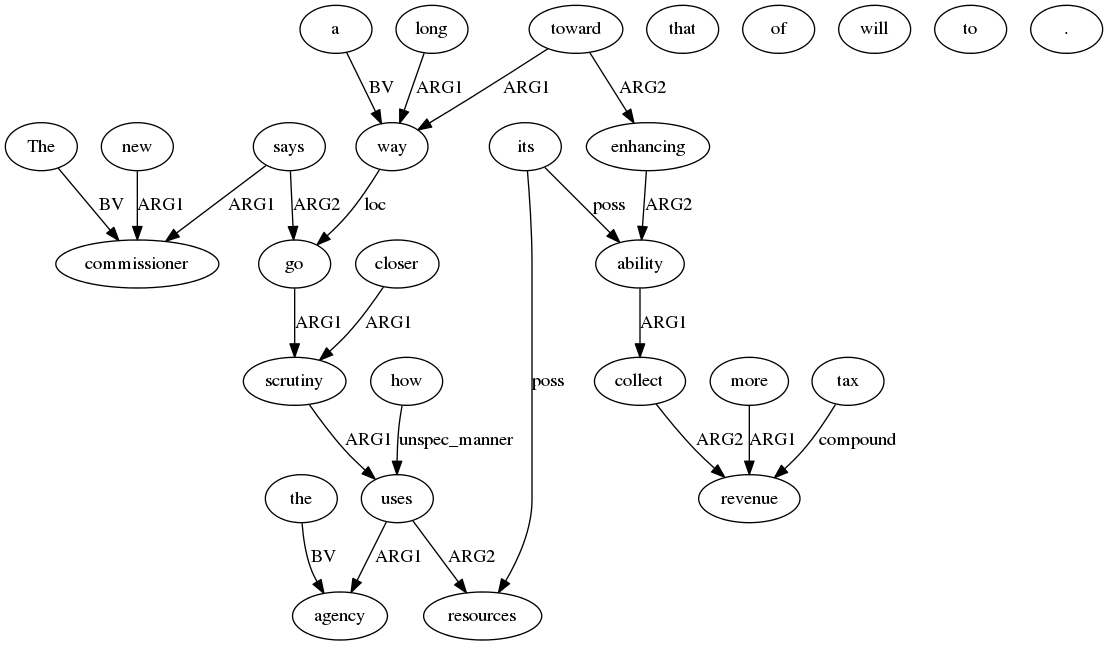 a long toward that of will to .
BV ARG1 ARG1 ARG2
The new says way its enhancing
BV ARG1 ARG1 ARG2 loc poss ARG2
commissioner go closer ability
ARG1 ARG1 ARG1
scrutiny how poss collect more tax
ARG1 unspec_manner ARG2 ARG1 compound
the uses revenue
BV ARG1 ARG2
agency resources